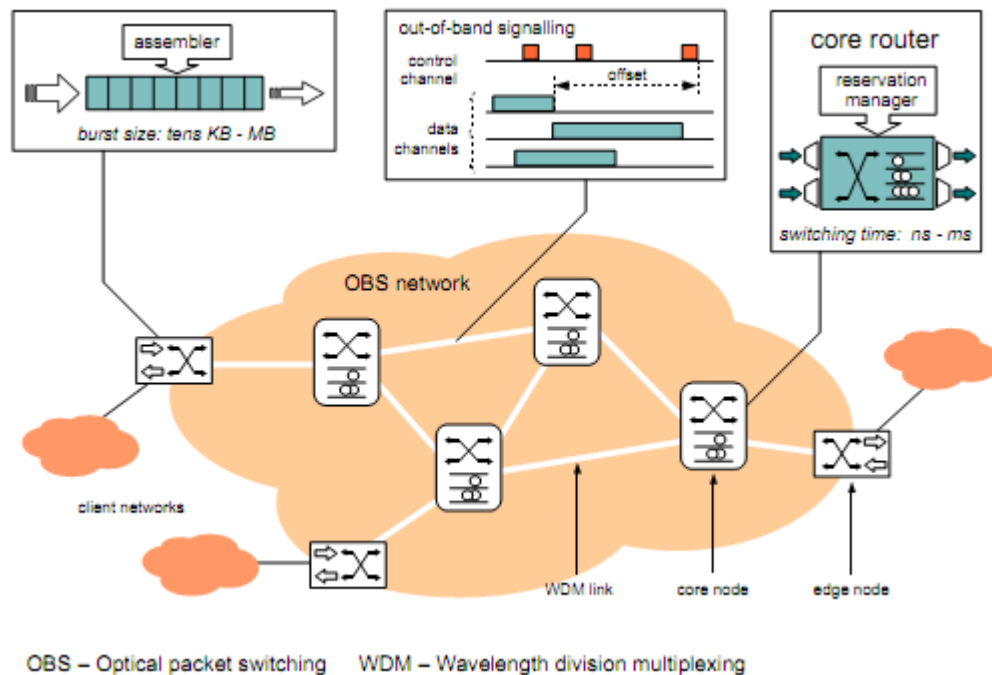 assembler
burst size: tens KB - MB
out-of-band signalling
control
channel
offset
data
channels
core router
reservation
manager
switching time: ns - ms
OBS network
client networks
WDM link
core node
edge node
OBS – Optical packet switching WDM – Wavelength division multiplexing